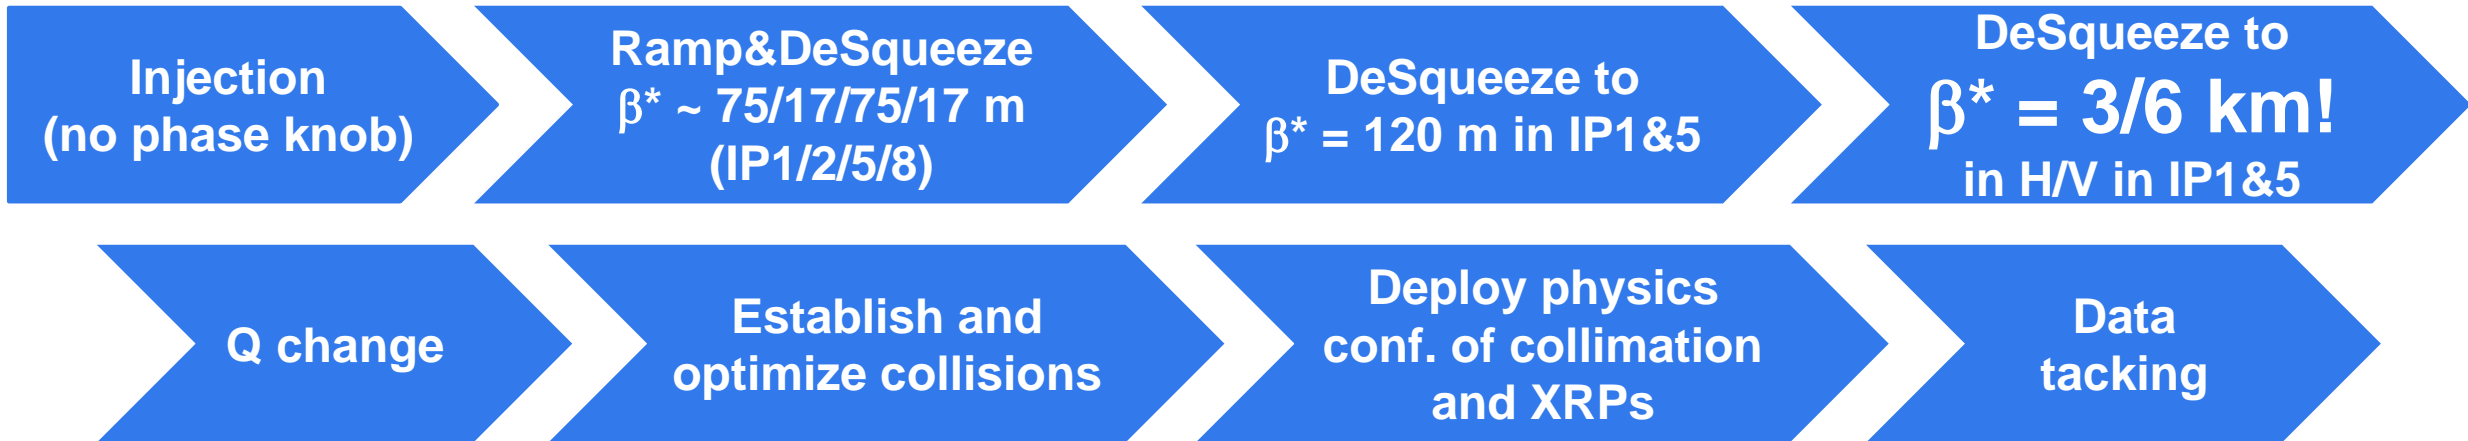 Injection
(no phase knob)
Ramp&DeSqueeze
β* ~ 75/17/75/17 m
(IP1/2/5/8)
DeSqueeze to
β* = 120 m in IP1&5
DeSqueeze to
β* = 3/6 km!
in H/V in IP1&5
Q change
Establish and
optimize collisions
Deploy physics
conf. of collimation
and XRPs
Data
tacking